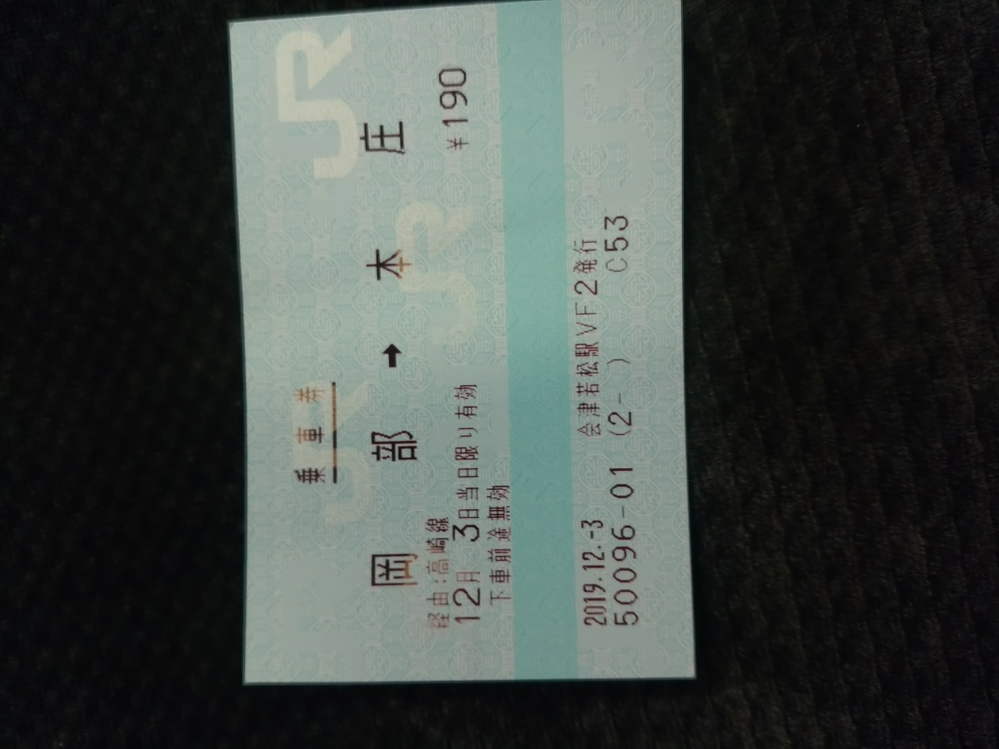 乗車券
岡部➡本庄
経由:高崎線
12月 3日当日限り有効 ¥190
下車前途無効
2019.12.-3 会津若松駅VF2発行
50096-01 (2- ) C53